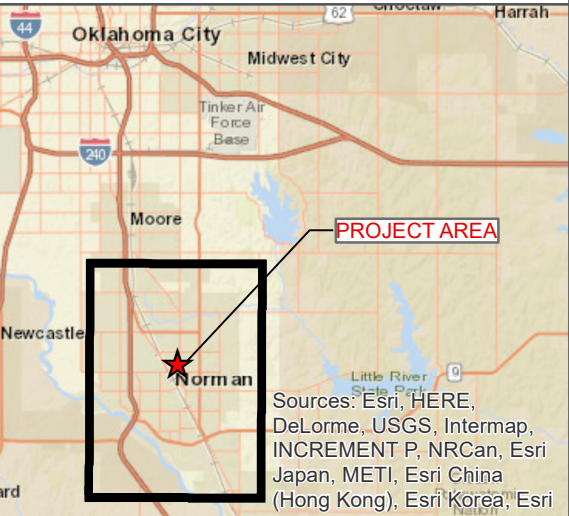 62
Choctaw
Harrah
44
Oklahoma City
Midwest City
Tinker Air
Force
Base
240
Moore
PROJECT AREA
Newcastle
Norman
Little River
State Park
9
Sources: Esri, HERE,
DeLorme, USGS, Intermap,
INCREMENT P, NRCan, Esri
Japan, METI, Esri China
(Hong Kong), Esri Korea, Esri
ard
Nation